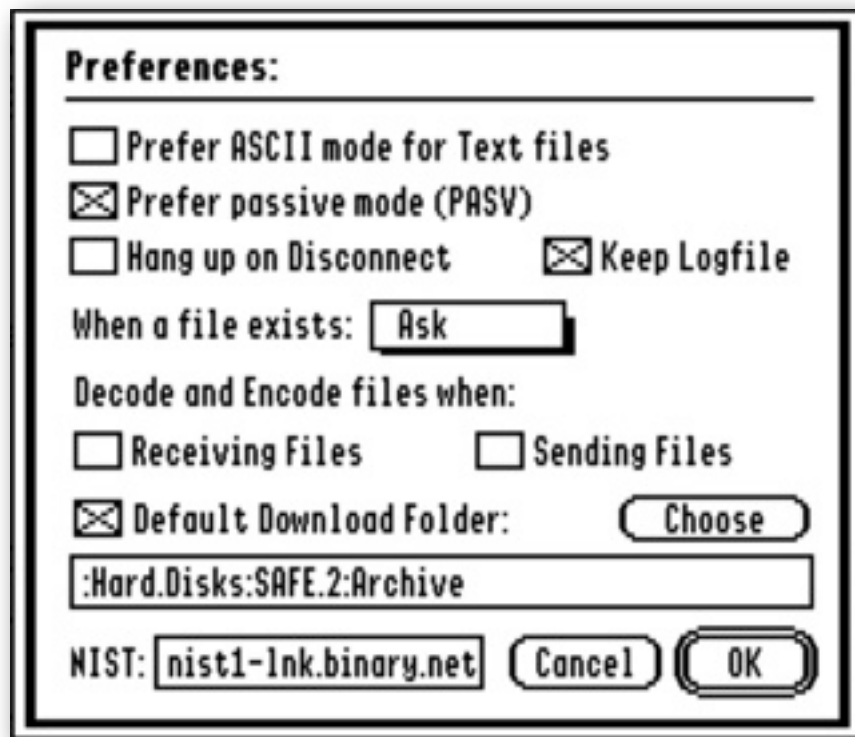 Preferences:
Prefer ASCII mode for Text files
Prefer passive mode (PASV)
Hang up on Disconnect Keep Logfile
When a file exists: Ask
Decode and Encode files when:
Receiving Files Sending Files
Default Download Folder: Choose
:Hard.Disks:SAFE.2:Archive
NIST: nist1-lnk.binary.net Cancel OK